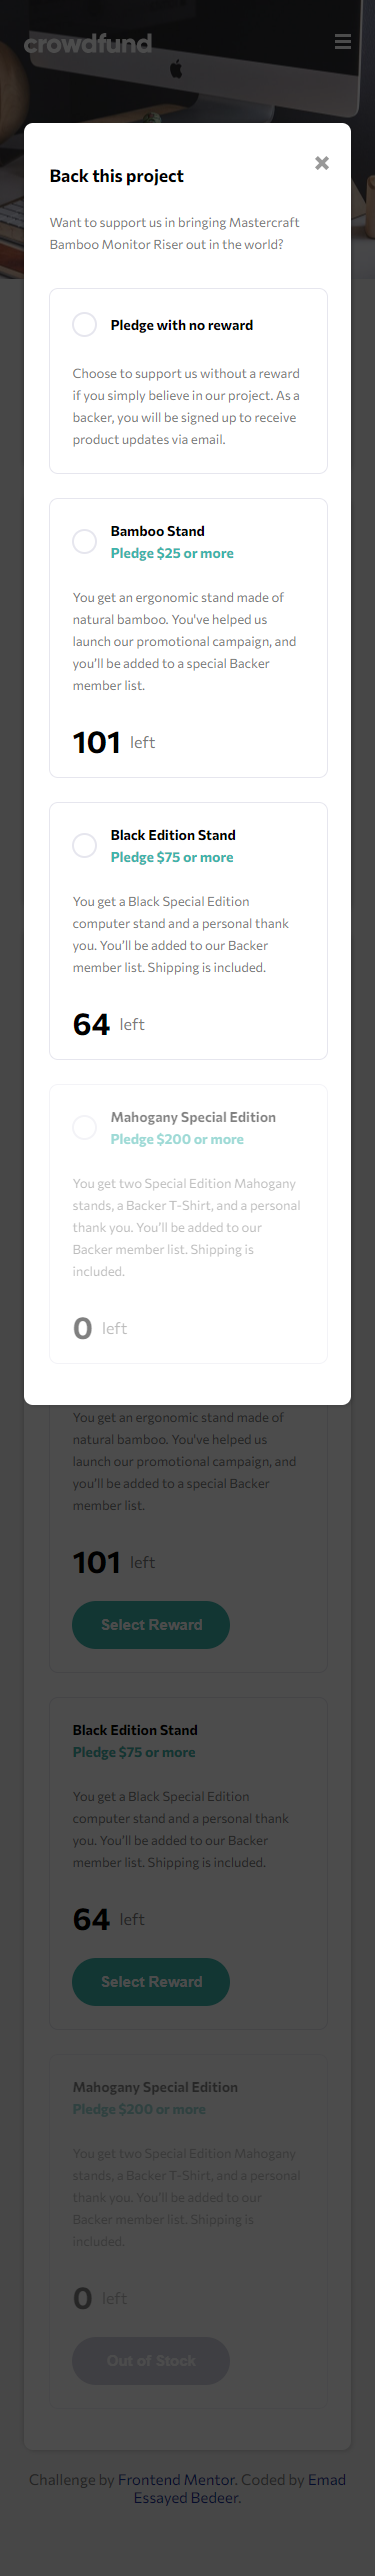 crowdfund
Back this project
Want to support us in bringing Mastercraft
Bamboo Monitor Riser out in the world?
Pledge with no reward
Choose to support us without a reward
if you simply believe in our project. As a
backer, you will be signed up to receive
product updates via email.
Bamboo Stand
Pledge $25 or more
You get an ergonomic stand made of
natural bamboo. You've helped us
launch our promotional campaign, and
you'll be added to a special Backer
member list.
101 left
Black Edition Stand
Pledge $75 or more
You get a Black Special Edition
computer stand and a personal thank
you. You'll be added to our Backer
member list. Shipping is included.
64 left
Mahogany Special Edition
Pledge $200 or more
You get two Special Edition Mahogany
stands, a Backer T-Shirt, and a personal
thank you. You'll be added to our
Backer member list. Shipping is
included.
0 left
You get an ergonomic stand made of
natural bamboo. You've helped us
launch our promotional campaign, and
you'll be added to a special Backer
member list.
101 left
Select Reward
Black Edition Stand
Pledge $75 or more
You get a Black Special Edition
computer stand and a personal thank
you. You'll be added to our Backer
member list. Shipping is included.
64 left
Select Reward
Mahogany Special Edition
Pledge $200 or more
You get two Special Edition Mahogany
stands, a Backer T-Shirt, and a personal
thank you. You'll be added to our
Backer member list. Shipping is
included.
0 left
Out of Stock
Challenge by Frontend Mentor. Coded by Emad
Essayed Bedeer.